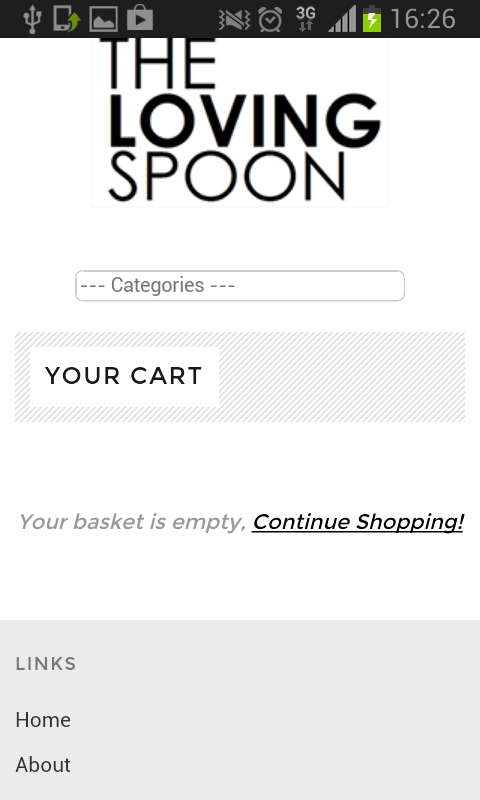 3G 16:26
THE
LOVING
SPOON
--- Categories ---
YOUR CART
Your basket is empty, Continue Shopping!
LINKS
Home
About